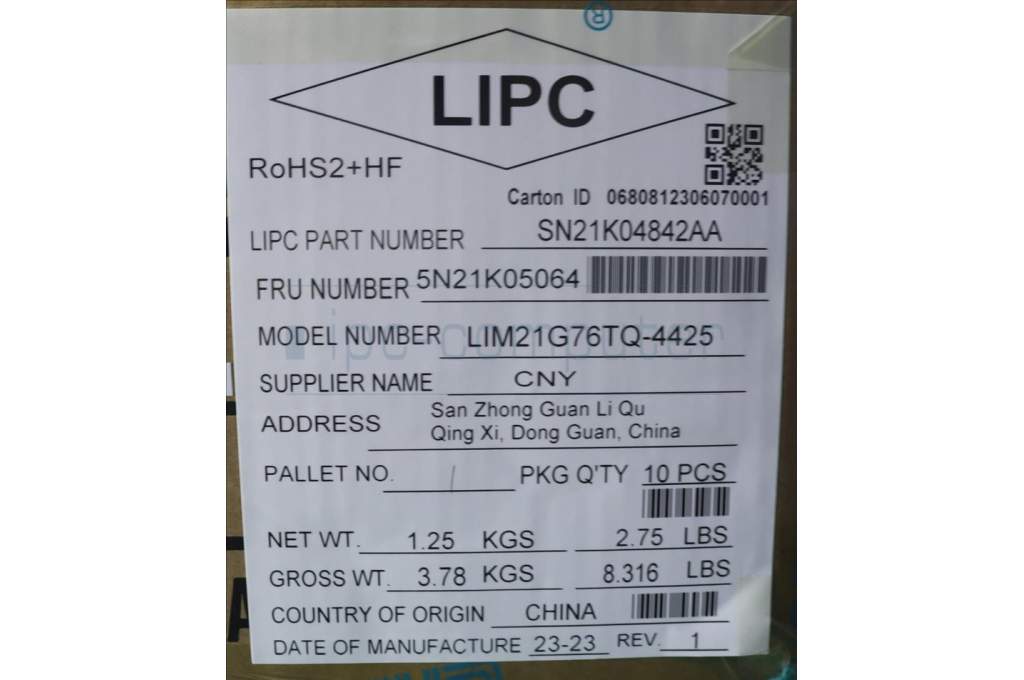 ®
LIPC
RoHS2+HF
Carton ID 0680812306070001
LIPC PART NUMBER SN21K04842AA
FRU NUMBER 5N21K05064
MODEL NUMBER LIM21G76TQ-4425
ipc-computer
SUPPLIER NAME CNY
ADDRESS San Zhong Guan Li Qu
Qing Xi, Dong Guan, China
PALLET NO. / PKG Q'TY 10 PCS
NET WT. 1.25 KGS 2.75 LBS
GROSS WT. 3.78 KGS 8.316 LBS
COUNTRY OF ORIGIN CHINA
DATE OF MANUFACTURE 23-23 REV. 1